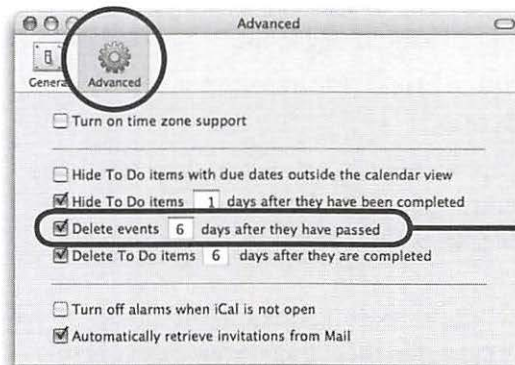 Advanced
General Advanced
Turn on time zone support
Hide To Do items with due dates outside the calendar view
Hide To Do items 1 days after they have been completed
Delete events 6 days after they have passed
Delete To Do items 6 days after they are completed
Turn off alarms when iCal is not open
Automatically retrieve invitations from Mail